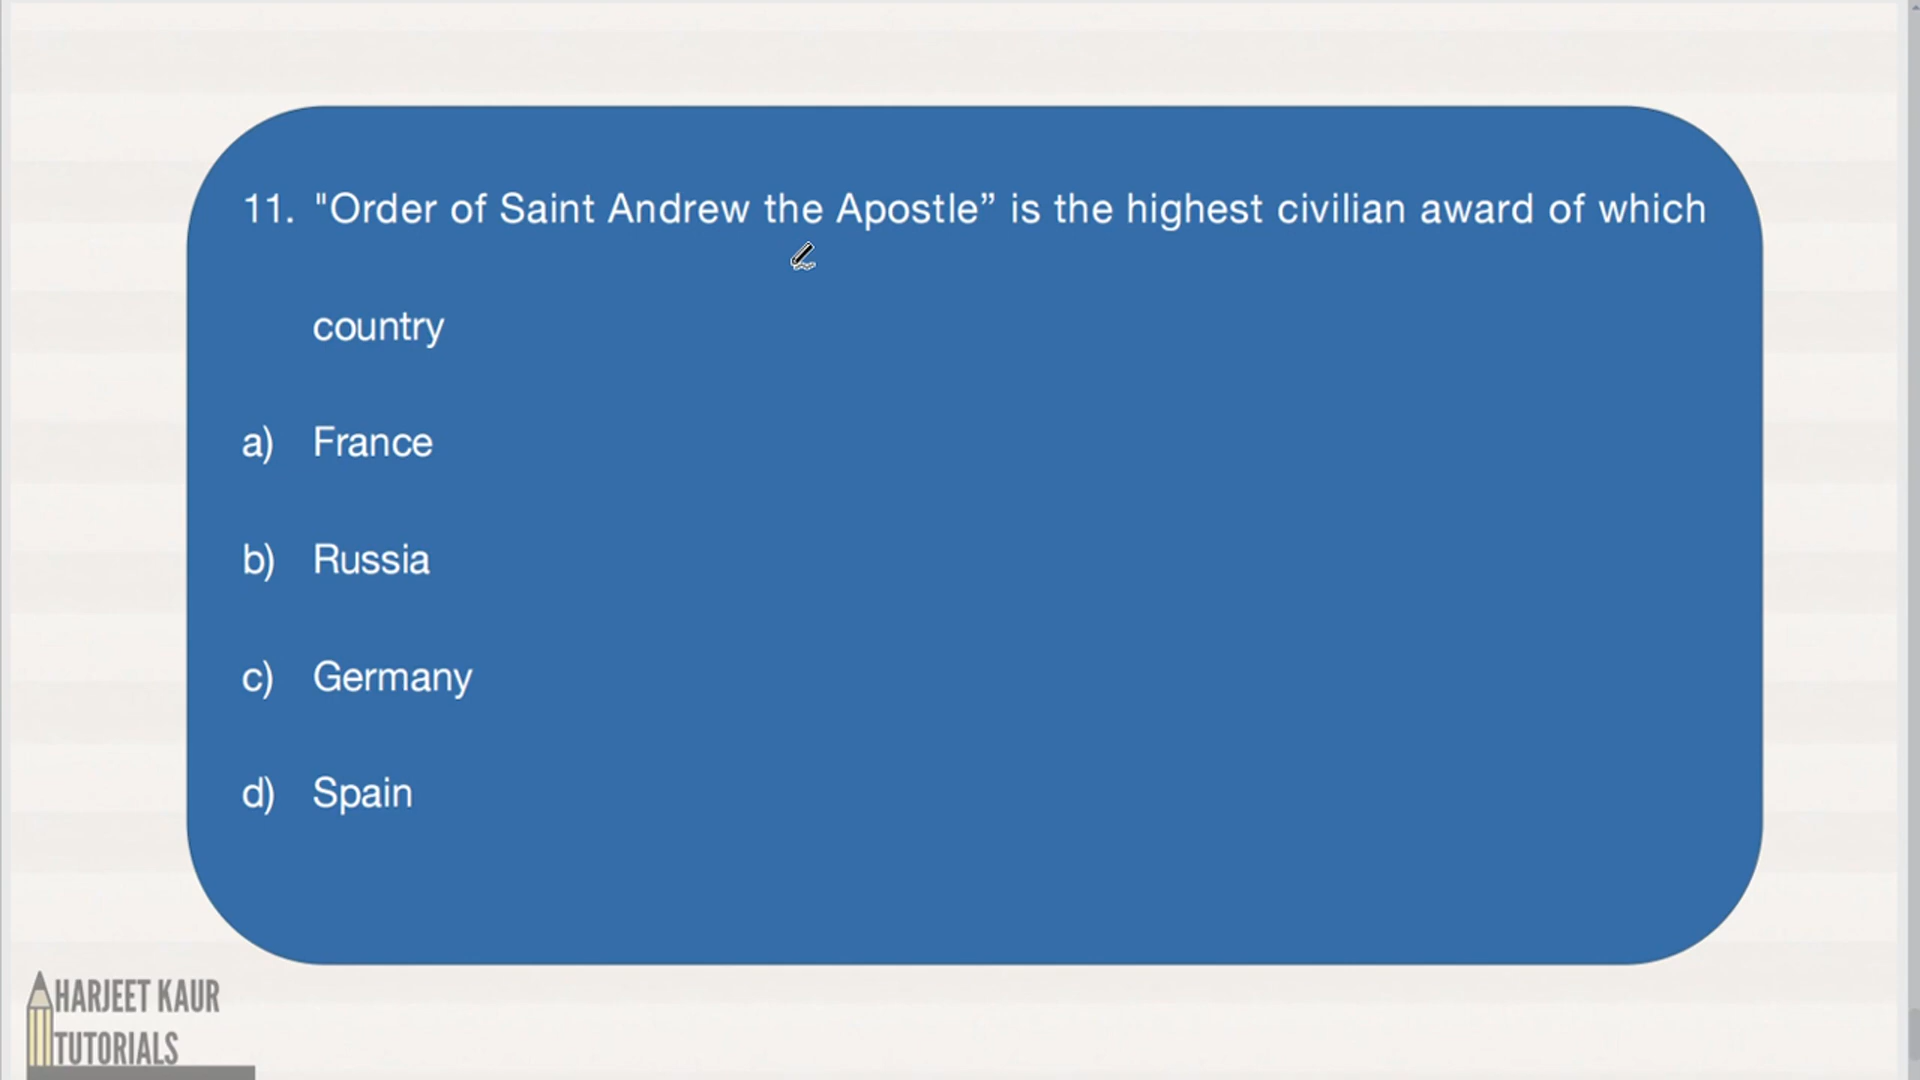 11. "Order of Saint Andrew the Apostle” is the highest civilian award of which
country
a) France
b) Russia
c) Germany
d) Spain
HARJEET KAUR
TUTORIALS